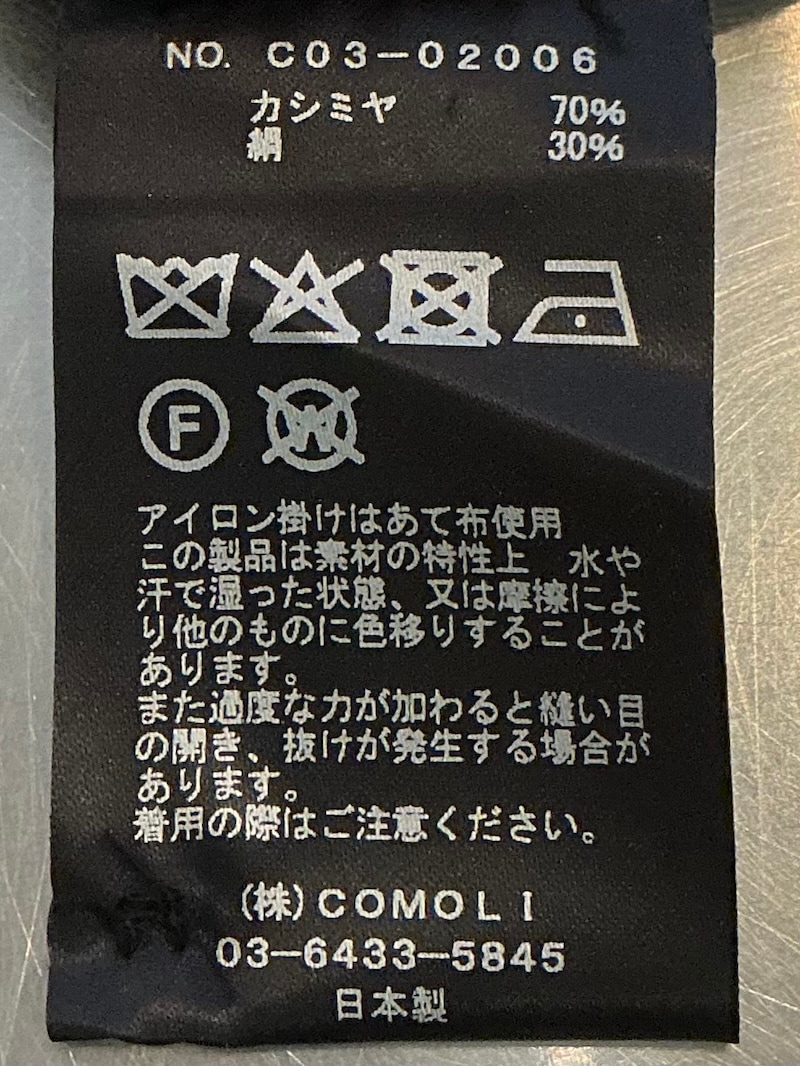 NO. C03-02006
カシミヤ 70%
絹 30%
F W
アイロン掛けはあて布使用
この製品は素材の特性上　水や
汗で湿った状態、又は摩擦によ
り他のものに色移りすることが
あります。
また過度な力が加わると縫い目
の開き、抜けが発生する場合が
あります。
着用の際はご注意ください。
(株)COMOLI
03-6433-5845
日本製